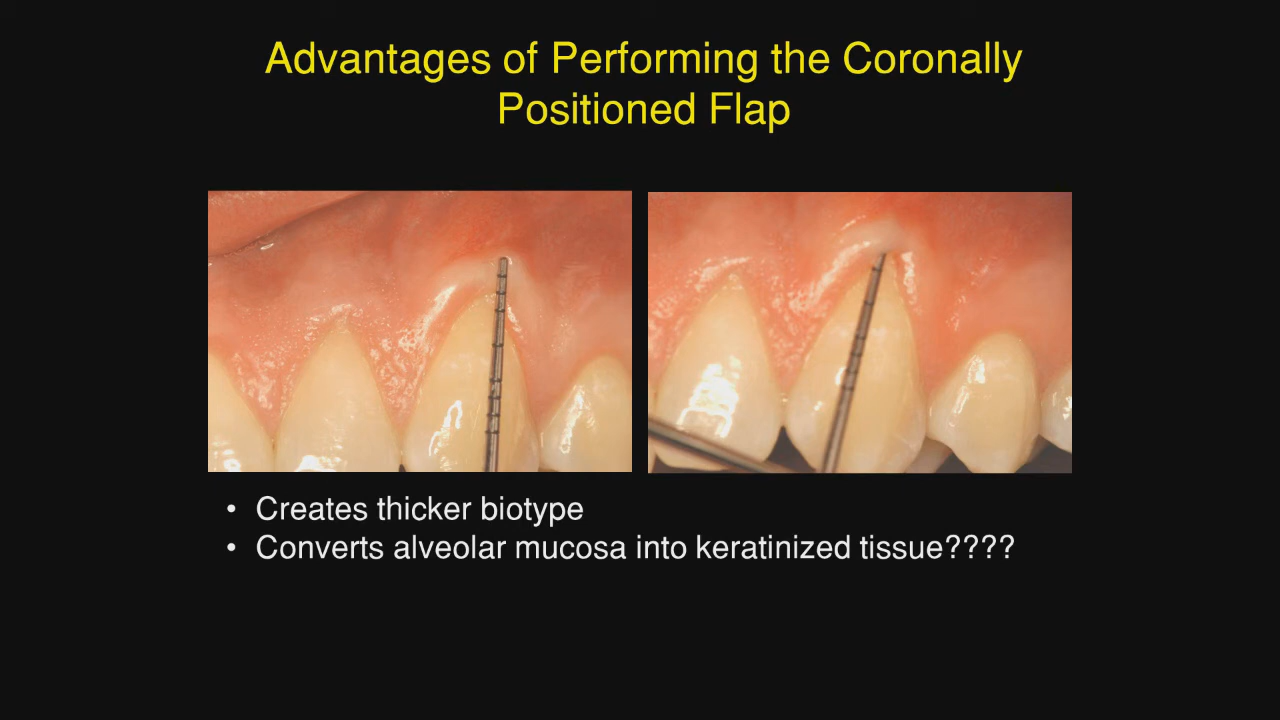 Advantages of Performing the Coronally
Positioned Flap
• Creates thicker biotype
• Converts alveolar mucosa into keratinized tissue????